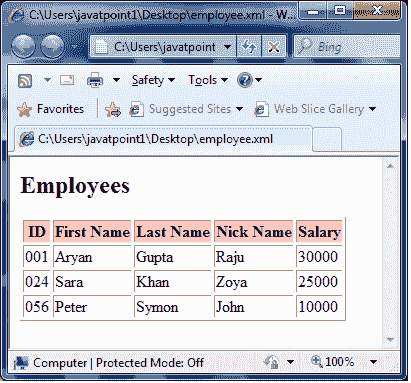 C:\Users\javatpoint1\Desktop\employee.xml - W...
C:\Users\javatpoint
Bing
Safety Tools
Favorites Suggested Sites Web Slice Gallery
C:\Users\javatpoint1\Desktop\employee.xml
Employees
ID First Name Last Name Nick Name Salary
001 Aryan Gupta Raju 30000
024 Sara Khan Zoya 25000
056 Peter Symon John 10000
Computer | Protected Mode: Off 100%